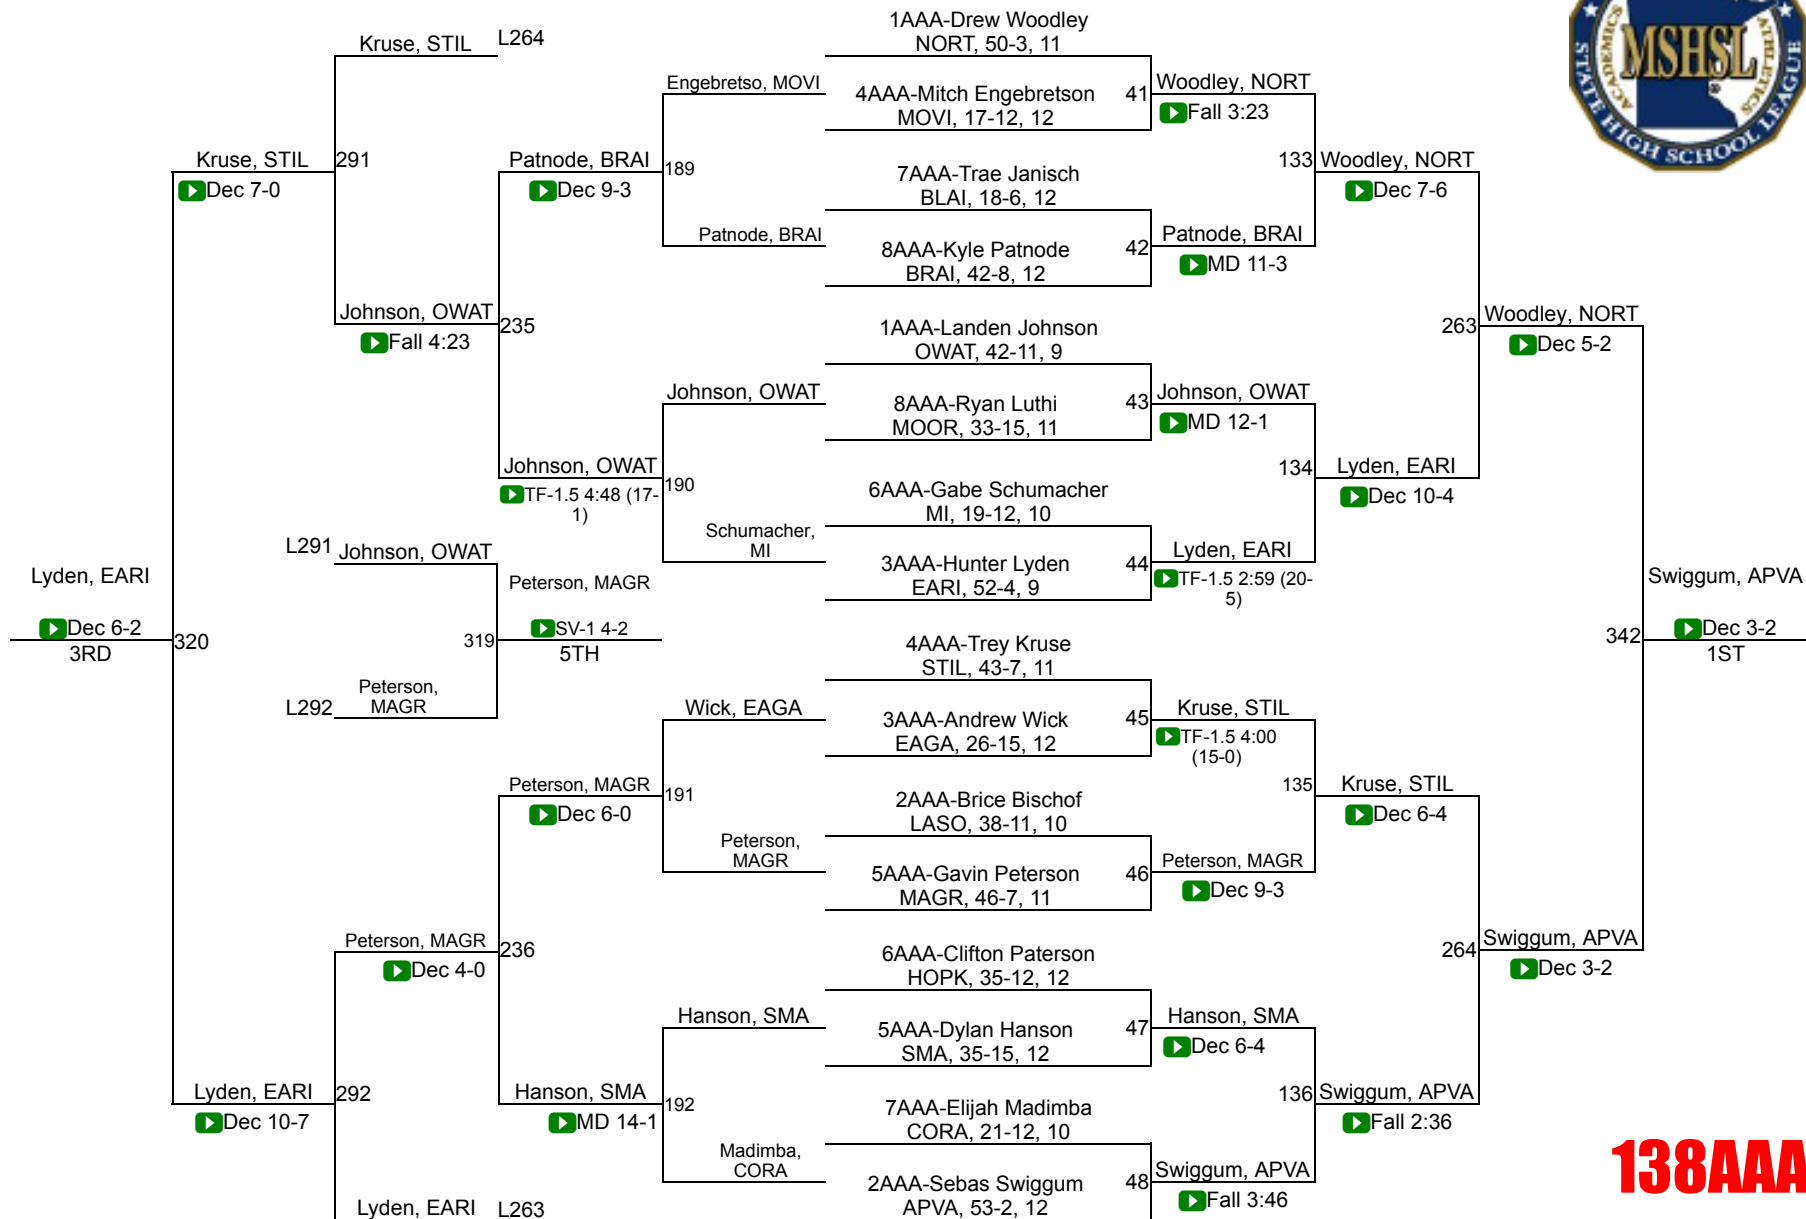 1AAA-Drew Woodley
NORT, 50-3, 11
Kruse, STIL
L264
Engebretso, MOVI
4AAA-Mitch Engebretson
MOVI, 17-12, 12
41
Woodley, NORT
Fall 3:23
MSHSL
ACADEMICS
ATHLETICS
STATE HIGH SCHOOL LEAGUE
Kruse, STIL
291
Dec 7-0
Patnode, BRAI
189
Dec 9-3
7AAA-Trae Janisch
BLAI, 18-6, 12
133
Woodley, NORT
Dec 7-6
Patnode, BRAI
8AAA-Kyle Patnode
BRAI, 42-8, 12
42
Patnode, BRAI
MD 11-3
Johnson, OWAT
235
Fall 4:23
1AAA-Landen Johnson
OWAT, 42-11, 9
263
Woodley, NORT
Dec 5-2
Johnson, OWAT
8AAA-Ryan Luthi
MOOR, 33-15, 11
43
Johnson, OWAT
MD 12-1
Johnson, OWAT
190
TF-1.5 4:48 (17-
1)
6AAA-Gabe Schumacher
MI, 19-12, 10
134
Lyden, EARI
Dec 10-4
Schumacher,
MI
L291
Johnson, OWAT
3AAA-Hunter Lyden
EARI, 52-4, 9
44
Lyden, EARI
TF-1.5 2:59 (20-
5)
Lyden, EARI
Dec 6-2
3RD
320
319
Peterson, MAGR
SV-1 4-2
5TH
4AAA-Trey Kruse
STIL, 43-7, 11
342
Swiggum, APVA
Dec 3-2
1ST
L292
Peterson,
MAGR
Wick, EAGA
3AAA-Andrew Wick
EAGA, 26-15, 12
45
Kruse, STIL
TF-1.5 4:00
(15-0)
Peterson, MAGR
191
Dec 6-0
2AAA-Brice Bischof
LASO, 38-11, 10
135
Kruse, STIL
Dec 6-4
Peterson,
MAGR
5AAA-Gavin Peterson
MAGR, 46-7, 11
46
Peterson, MAGR
Dec 9-3
Peterson, MAGR
236
Dec 4-0
6AAA-Clifton Paterson
HOPK, 35-12, 12
264
Swiggum, APVA
Dec 3-2
Hanson, SMA
5AAA-Dylan Hanson
SMA, 35-15, 12
47
Hanson, SMA
Dec 6-4
Lyden, EARI
292
Dec 10-7
Hanson, SMA
192
MD 14-1
7AAA-Elijah Madimba
CORA, 21-12, 10
136
Swiggum, APVA
Fall 2:36
Madimba,
CORA
2AAA-Sebas Swiggum
APVA, 53-2, 12
48
Swiggum, APVA
Fall 3:46
Lyden, EARI
L263
138AAA